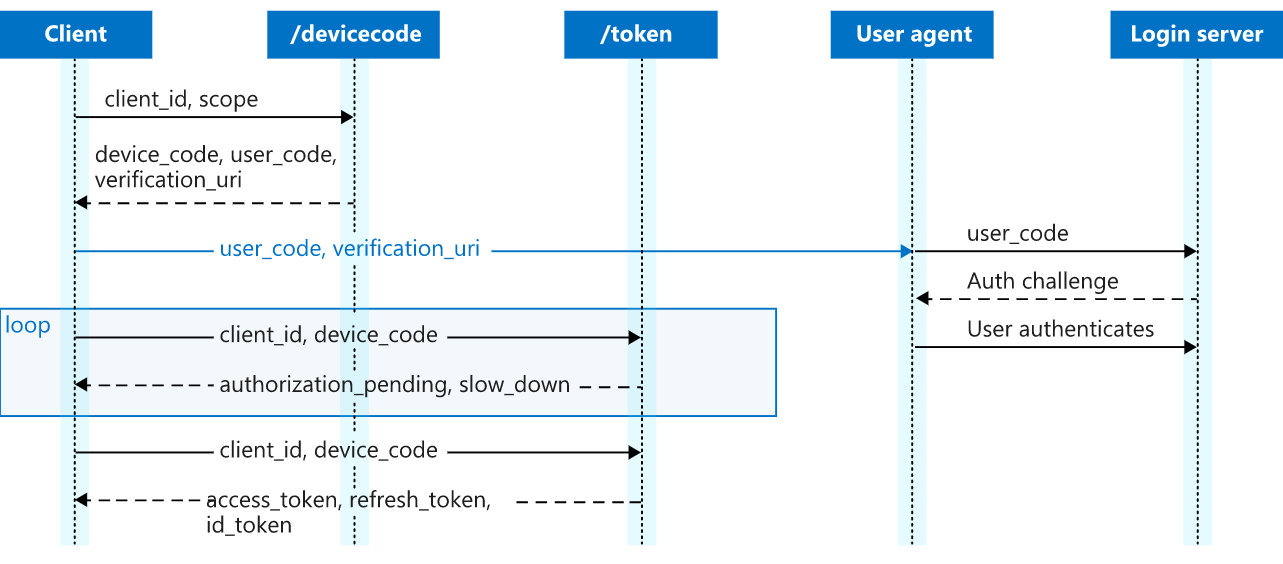 Client
/devicecode
/token
User agent
Login server
client_id, scope
device_code, user_code,
verification_uri
user_code, verification_uri
user_code
Auth challenge
loop
client_id, device_code
User authenticates
authorization_pending, slow_down
client_id, device_code
access_token, refresh_token,
id_token